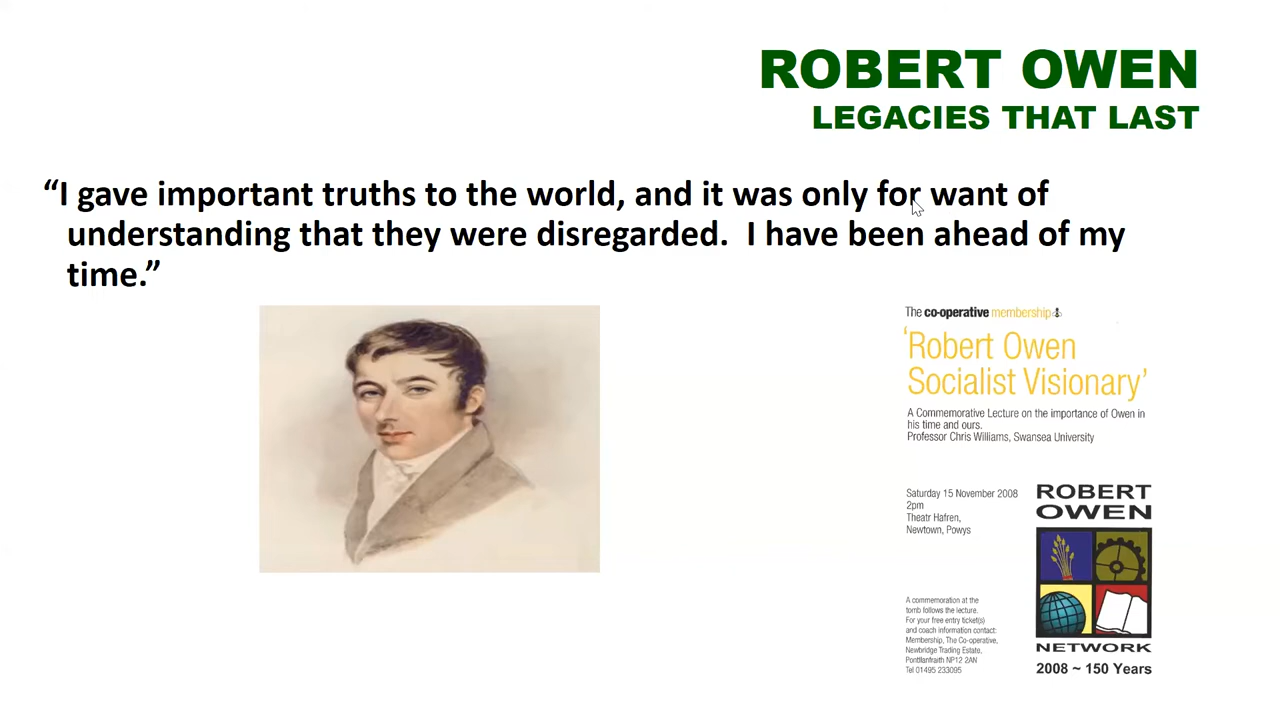 ROBERT OWEN
LEGACIES THAT LAST
“I gave important truths to the world, and it was only for want of
understanding that they were disregarded.  I have been ahead of my
time.”
The co-operative membership
‘Robert Owen
Socialist Visionary’
A Commemorative Lecture on the importance of Owen in
his time and ours.
Professor Chris Williams, Swansea University
Saturday 15 November 2008
2pm
Theatr Hafren,
Newtown, Powys
A commemoration at the
tomb follows the lecture.
For your free entry ticket(s)
and coach information contact:
Membership, The Co-operative,
Newbridge Trading Estate,
Pontllanfraith NP12 2AN
Tel 01495 233095
ROBERT
OWEN
NETWORK
2008 ~ 150 Years